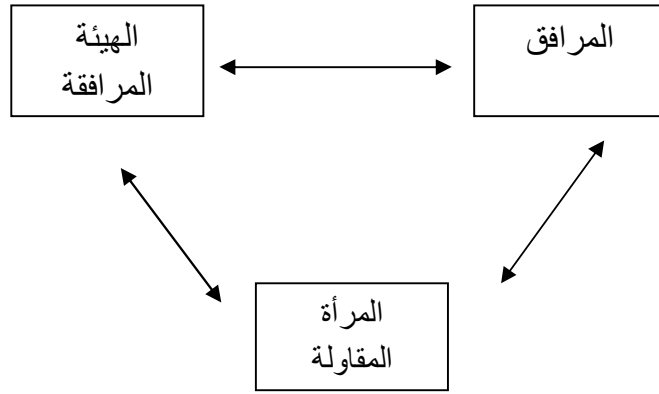 المرافق
الهيئة
المرافقة
المرأة
المقاولة